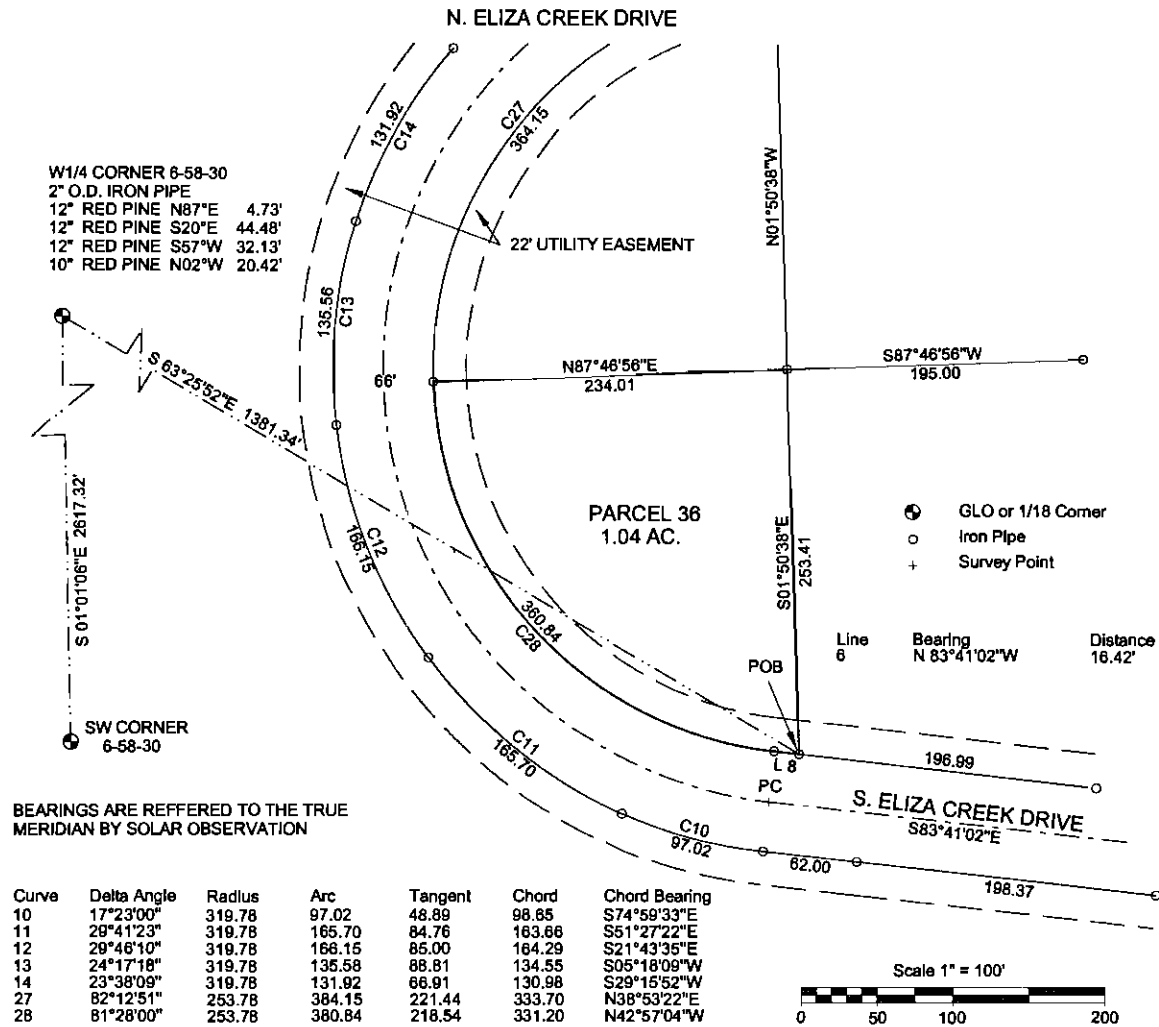 N. ELIZA CREEK DRIVE
W1/4 CORNER 6-58-30
2" O.D. IRON PIPE
12" RED PINE N87°E 4.73'
12" RED PINE S20°E 44.48'
12" RED PINE S57°W 32.13'
10" RED PINE N02°W 20.42'
131.92
C14
C27
364.15
22' UTILITY EASEMENT
N01°50'38"W
135.56
C13
S 63°25'52"E 1381.34'
66'
N87°46'56"E
234.01
S87°46'56"W
195.00
S 01°01'06"E 2617.32'
C12
166.15
PARCEL 36
1.04 AC.
S01°50'38"E
253.41
GLO or 1/18 Corner
Iron Pipe
Survey Point
360.84
C28
Line Bearing Distance
6 N 83°41'02"W 16.42'
POB
SW CORNER
6-58-30
C11
165.70
L 8
196.99
PC
S. ELIZA CREEK DRIVE
S83°41'02"E
C10
97.02
62.00
198.37
BEARINGS ARE REFFERED TO THE TRUE
MERIDIAN BY SOLAR OBSERVATION
Curve Delta Angle Radius Arc Tangent Chord Chord Bearing
10 17°23'00" 319.78 97.02 48.89 98.65 S74°59'33"E
11 29°41'23" 319.78 165.70 84.76 163.66 S51°27'22"E
12 29°46'10" 319.78 166.15 85.00 164.29 S21°43'35"E
13 24°17'18" 319.78 135.58 88.81 134.55 S05°18'09"W
14 23°38'09" 319.78 131.92 66.91 130.98 S29°15'52"W
27 82°12'51" 253.78 384.15 221.44 333.70 N38°53'22"E
28 81°28'00" 253.78 380.84 218.54 331.20 N42°57'04"W
Scale 1" = 100'
0 50 100 200